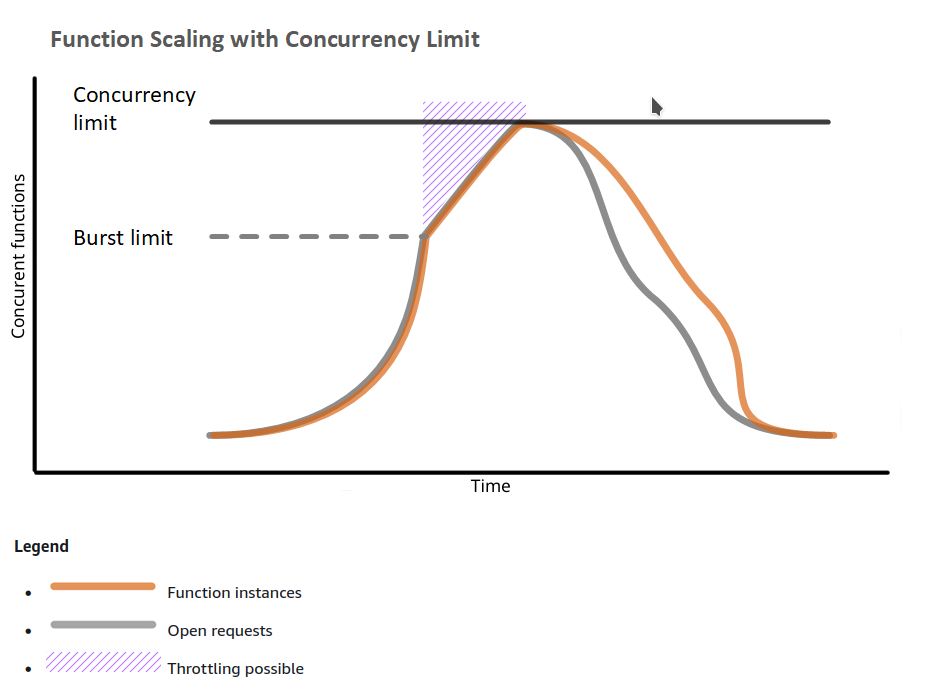 Function Scaling with Concurrency Limit
Concurrency
limit
Burst limit
Concurent functions
Time
Legend
Function instances
Open requests
Throttling possible